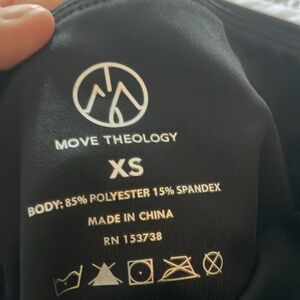 MOVE THEOLOGY
XS
BODY: 85% POLYESTER 15% SPANDEX
MADE IN CHINA
RN 153738